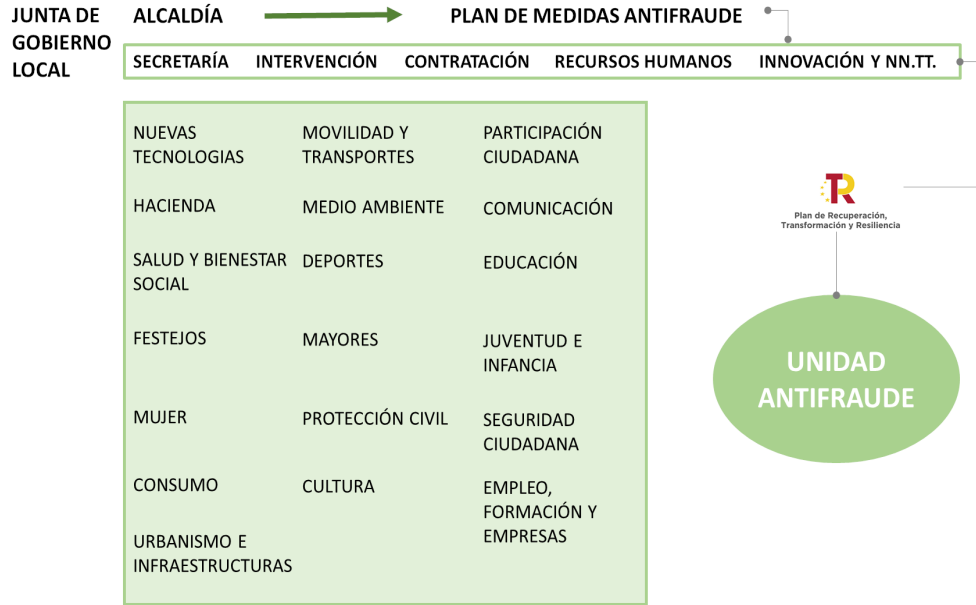 JUNTA DE
GOBIERNO
LOCAL
ALCALDÍA
PLAN DE MEDIDAS ANTIFRAUDE
SECRETARÍA INTERVENCIÓN CONTRATACIÓN RECURSOS HUMANOS INNOVACIÓN Y NN.TT.
NUEVAS
TECNOLOGIAS
MOVILIDAD Y
TRANSPORTES
PARTICIPACIÓN
CIUDADANA
HACIENDA
MEDIO AMBIENTE
COMUNICACIÓN
SALUD Y BIENESTAR
SOCIAL
DEPORTES
EDUCACIÓN
FESTEJOS
MAYORES
JUVENTUD E
INFANCIA
MUJER
PROTECCIÓN CIVIL
SEGURIDAD
CIUDADANA
CONSUMO
CULTURA
EMPLEO,
FORMACIÓN Y
EMPRESAS
URBANISMO E
INFRAESTRUCTURAS
TR
Plan de Recuperación,
Transformación y Resiliencia
UNIDAD
ANTIFRAUDE